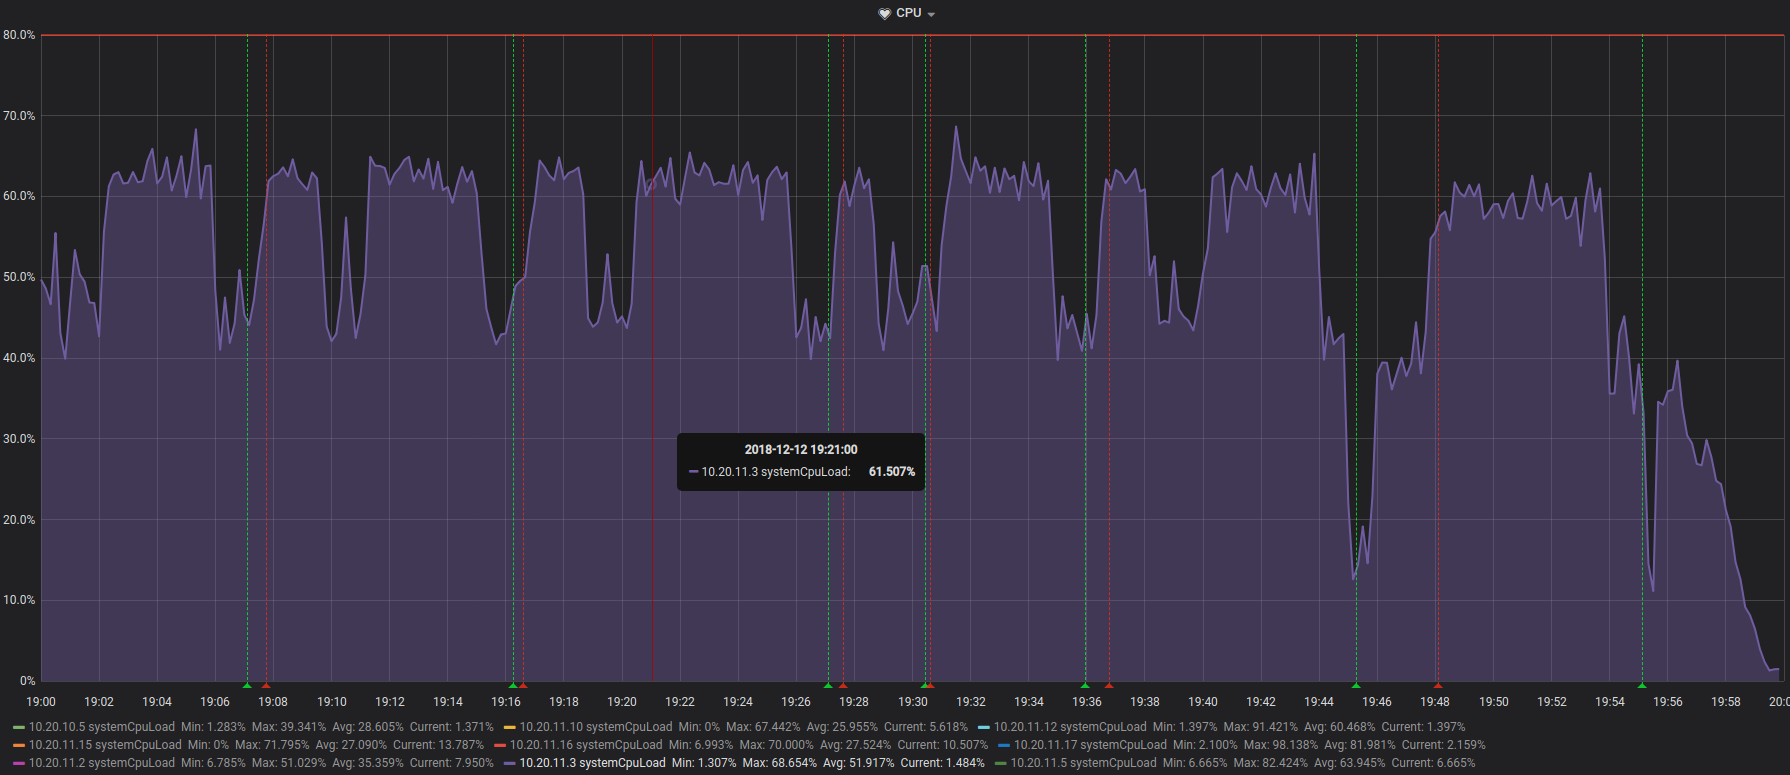 CPU
80.0%
70.0%
60.0%
50.0%
40.0%
30.0%
20.0%
10.0%
0%
2018-12-12 19:21:00
10.20.11.3 systemCpuLoad: 61.507%
19:00 19:02 19:04 19:06 19:08 19:10 19:12 19:14 19:16 19:18 19:20 19:22 19:24 19:26 19:28 19:30 19:32 19:34 19:36 19:38 19:40 19:42 19:44 19:46 19:48 19:50 19:52 19:54 19:56 19:58 20:0
10.20.10.5 systemCpuLoad Min: 1.283% Max: 39.341% Avg: 28.605% Current: 1.371% 10.20.11.10 systemCpuLoad Min: 0% Max: 67.442% Avg: 25.955% Current: 5.618% 10.20.11.12 systemCpuLoad Min: 1.397% Max: 91.421% Avg: 60.468% Current: 1.397%
10.20.11.15 systemCpuLoad Min: 0% Max: 71.795% Avg: 27.090% Current: 13.787% 10.20.11.16 systemCpuLoad Min: 6.993% Max: 70.000% Avg: 27.524% Current: 10.507% 10.20.11.17 systemCpuLoad Min: 2.100% Max: 98.138% Avg: 81.981% Current: 2.159%
10.20.11.2 systemCpuLoad Min: 6.785% Max: 51.029% Avg: 35.359% Current: 7.950% 10.20.11.3 systemCpuLoad Min: 1.307% Max: 68.654% Avg: 51.917% Current: 1.484% 10.20.11.5 systemCpuLoad Min: 6.665% Max: 82.424% Avg: 63.945% Current: 6.665%